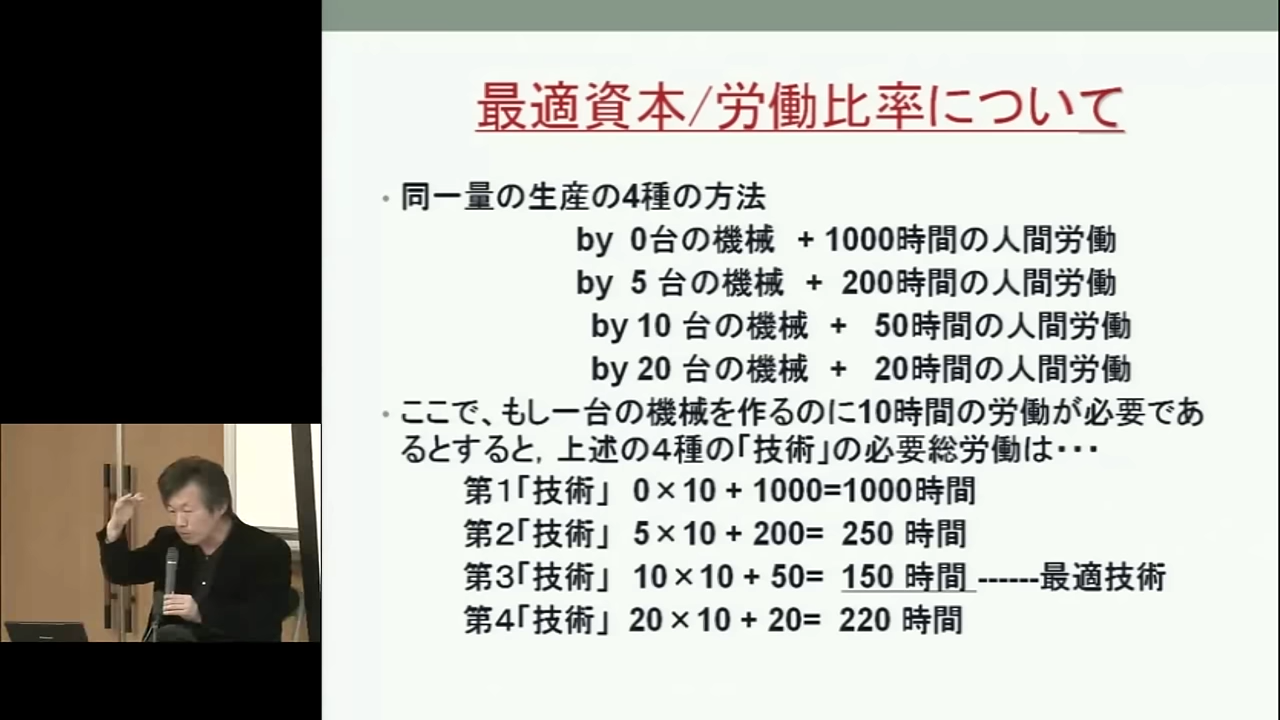 最適資本/労働比率について
• 同一量の生産の4種の方法
by 0台の機械 + 1000時間の人間労働
by 5 台の機械 + 200時間の人間労働
by 10 台の機械 + 50時間の人間労働
by 20 台の機械 + 20時間の人間労働
• ここで、もし一台の機械を作るのに10時間の労働が必要であ
るとすると，上述の４種の「技術」の必要総労働は・・・
第１「技術」 0×10 + 1000=1000時間
第２「技術」 5×10 + 200= 250 時間
第３「技術」 10×10 + 50= 150 時間 ------最適技術
第４「技術」 20×10 + 20= 220 時間